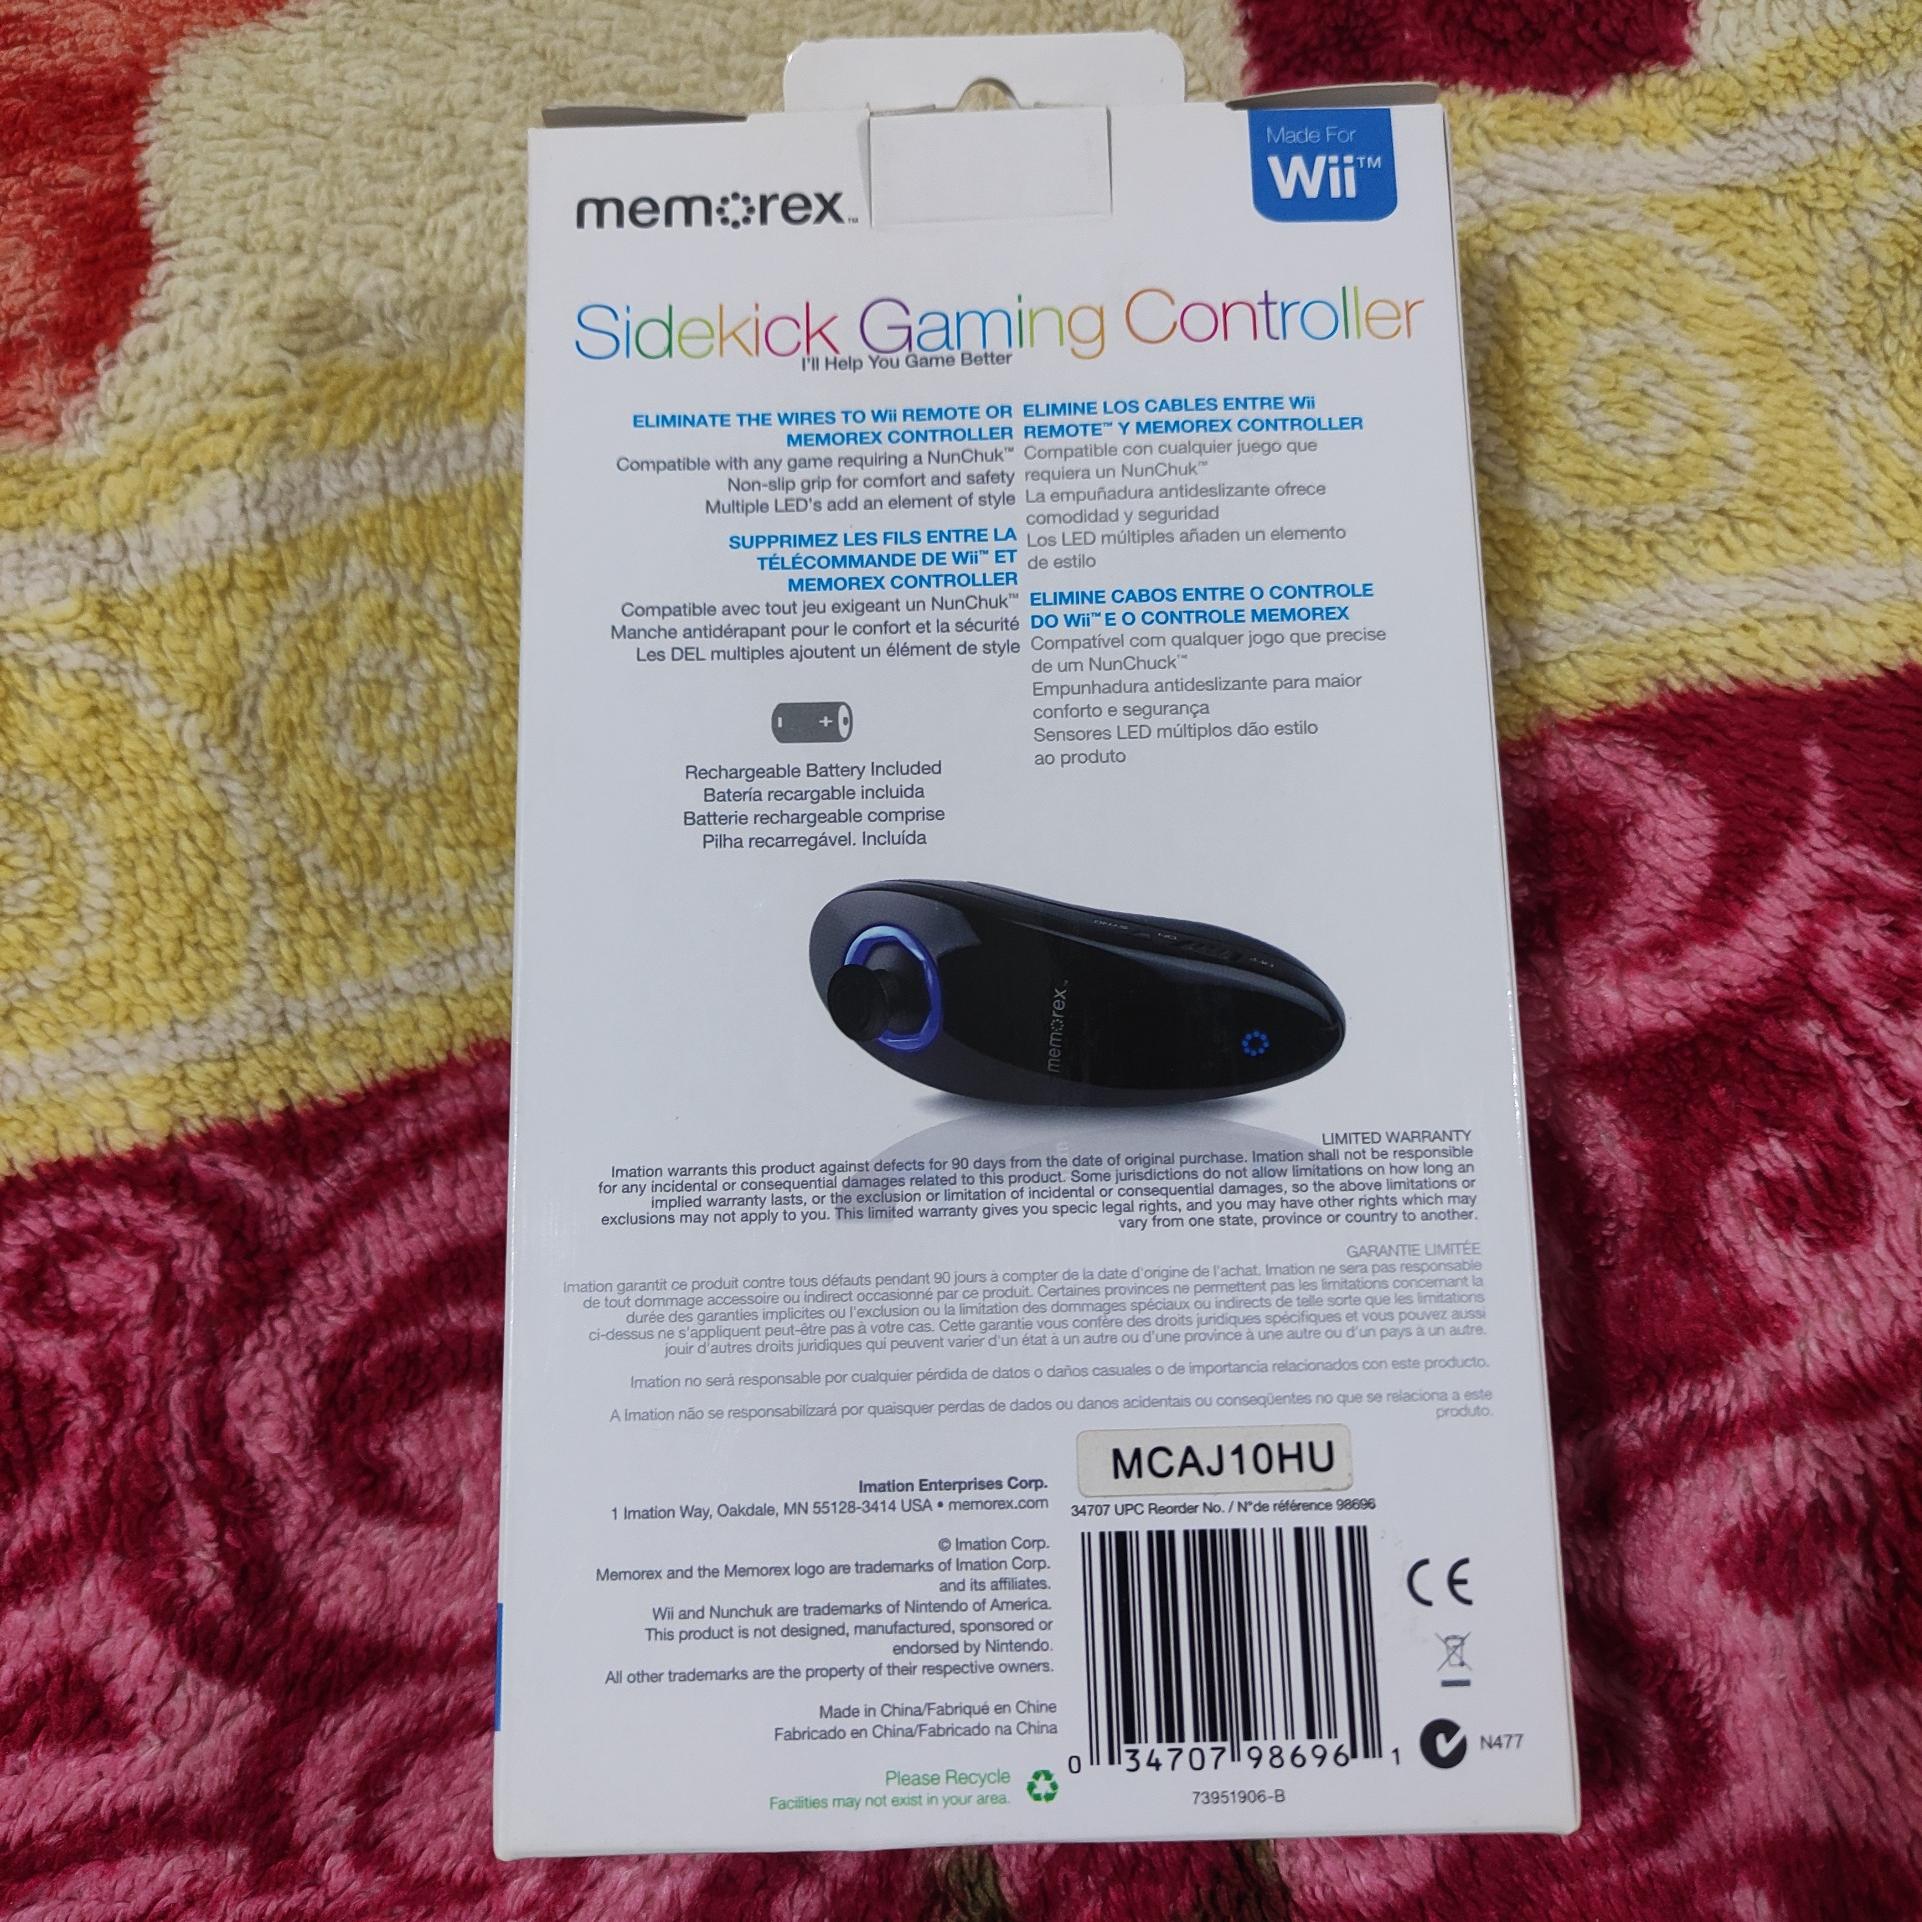 memorex™
Made For
Wii™
Sidekick Gaming Controller
I'll Help You Game Better
ELIMINATE THE WIRES TO Wii REMOTE OR
MEMOREX CONTROLLER
Compatible with any game requiring a NunChuk™
Non-slip grip for comfort and safety
Multiple LED's add an element of style
SUPPRIMEZ LES FILS ENTRE LA
TÉLÉCOMMANDE DE Wii™ ET
MEMOREX CONTROLLER
Compatible avec tout jeu exigeant un NunChuk™
Manche antidérapant pour le confort et la sécurité
Les DEL multiples ajoutent un élément de style
ELIMINE LOS CABLES ENTRE Wii
REMOTE™ Y MEMOREX CONTROLLER
Compatible con cualquier juego que
requiera un NunChuk™
La empuñadura antideslizante ofrece
comodidad y seguridad
Los LED múltiples añaden un elemento
de estilo
ELIMINE CABOS ENTRE O CONTROLE
DO Wii™ E O CONTROLE MEMOREX
Compatível com qualquer jogo que precise
de um NunChuck™
Empunhadura antideslizante para maior
conforto e segurança
Sensores LED múltiplos dão estilo
ao produto
Rechargeable Battery Included
Batería recargable incluida
Batterie rechargeable comprise
Pilha recarregável. Incluída
memorex™
LIMITED WARRANTY
Imation warrants this product against defects for 90 days from the date of original purchase. Imation shall not be responsible
for any incidental or consequential damages related to this product. Some jurisdictions do not allow limitations on how long an
implied warranty lasts, or the exclusion or limitation of incidental or consequential damages, so the above limitations or
exclusions may not apply to you. This limited warranty gives you specic legal rights, and you may have other rights which may
vary from one state, province or country to another.
GARANTIE LIMITÉE
Imation garantit ce produit contre tous défauts pendant 90 jours à compter de la date d'origine de l'achat. Imation ne sera pas responsable
de tout dommage accessoire ou indirect occasionné par ce produit. Certaines provinces ne permettent pas les limitations concernant la
durée des garanties implicites ou l'exclusion ou la limitation des dommages spéciaux ou indirects de telle sorte que les limitations
ci-dessus ne s'appliquent peut-être pas à votre cas. Cette garantie vous confère des droits juridiques spécifiques et vous pouvez aussi
jouir d'autres droits juridiques qui peuvent varier d'un état à un autre ou d'une province à une autre ou d'un pays à un autre.
Imation no será responsable por cualquier pérdida de datos o daños casuales o de importancia relacionados con este producto.
A Imation não se responsabilizará por quaisquer perdas de dados ou danos acidentais ou conseqüentes no que se relaciona a este
produto.
MCAJ10HU
Imation Enterprises Corp.
1 Imation Way, Oakdale, MN 55128-3414 USA • memorex.com
34707 UPC Reorder No. / N°de référence 98696
© Imation Corp.
Memorex and the Memorex logo are trademarks of Imation Corp.
and its affiliates.
Wii and Nunchuk are trademarks of Nintendo of America.
This product is not designed, manufactured, sponsored or
endorsed by Nintendo.
All other trademarks are the property of their respective owners.
Made in China/Fabriqué en Chine
Fabricado en China/Fabricado na China
Please Recycle
Facilities may not exist in your area.
0 34707 98696 1
73951906-B
CE
N477